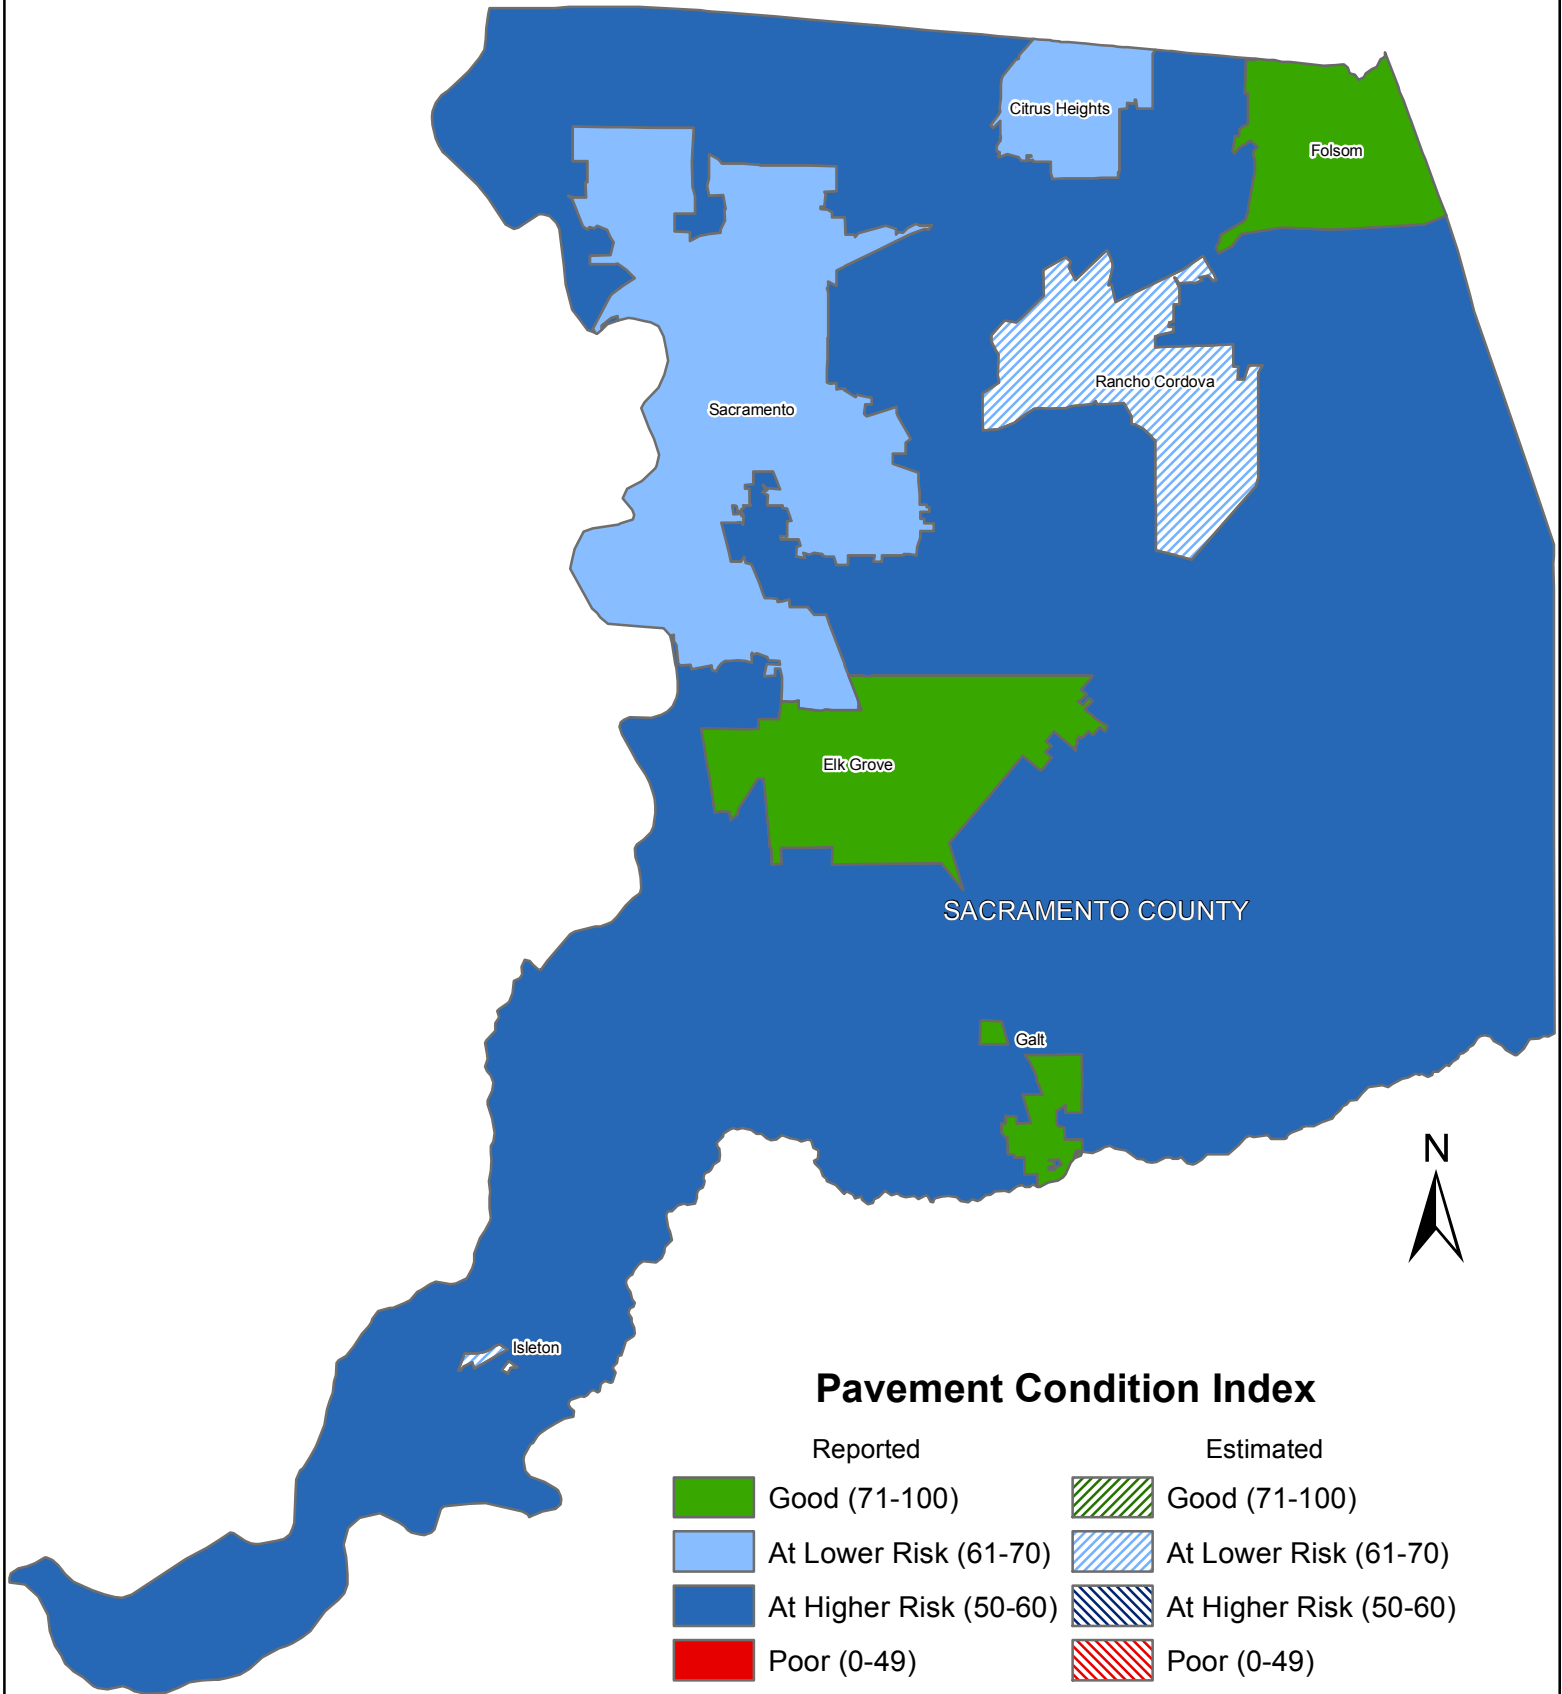 Citrus Heights
Folsom
Rancho Cordova
Sacramento
Elk Grove
SACRAMENTO COUNTY
Galt
N
Isleton
Pavement Condition Index
Reported
Estimated
Good (71-100)
Good (71-100)
At Lower Risk (61-70)
At Lower Risk (61-70)
At Higher Risk (50-60)
At Higher Risk (50-60)
Poor (0-49)
Poor (0-49)